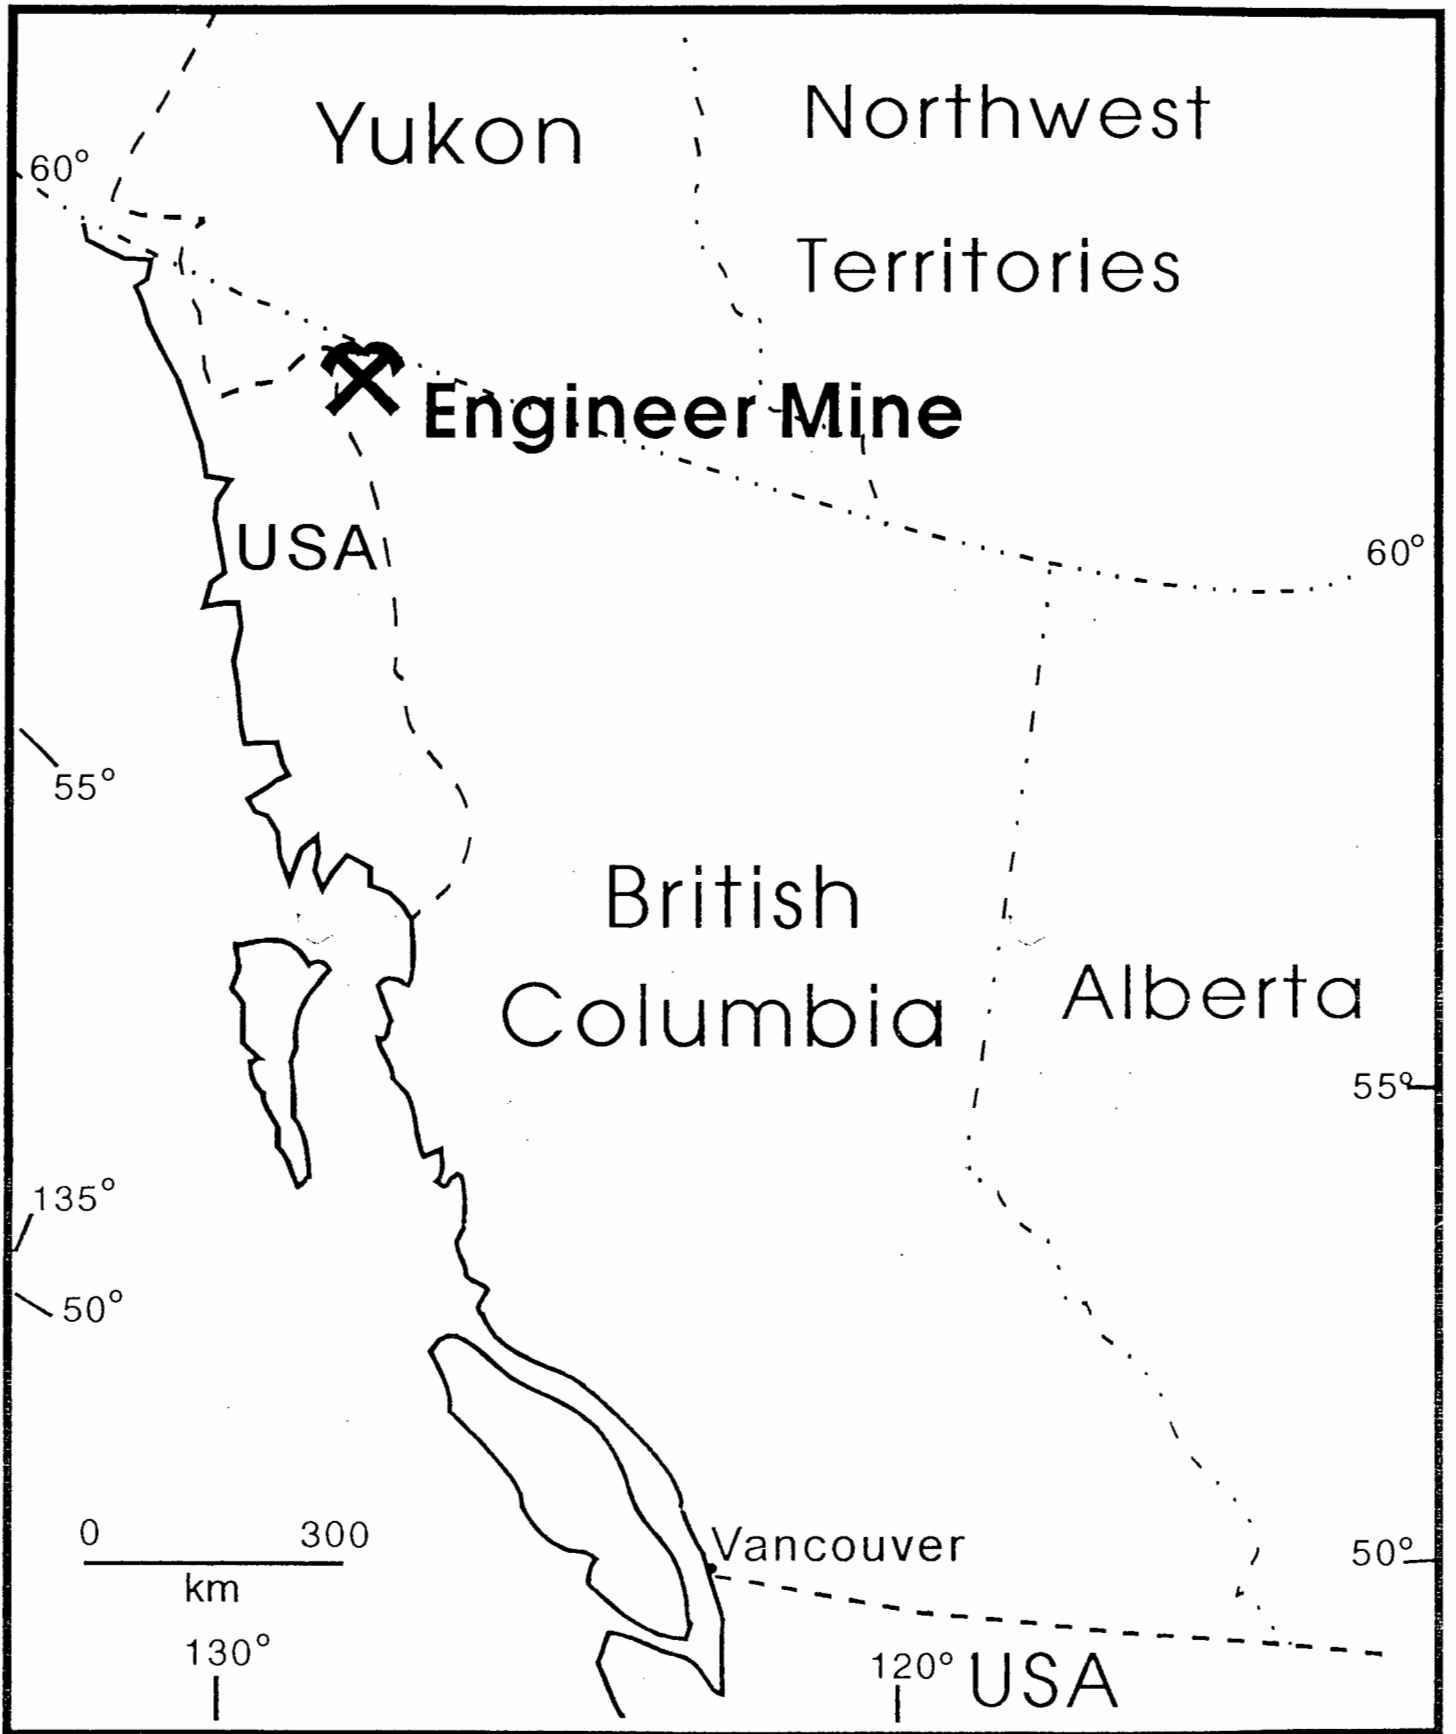 Yukon
Northwest
Territories
60°
Engineer Mine
USA
60°
55°
British
Columbia
Alberta
55°
135°
50°
0 300
km
Vancouver
50°
130°
120°
USA